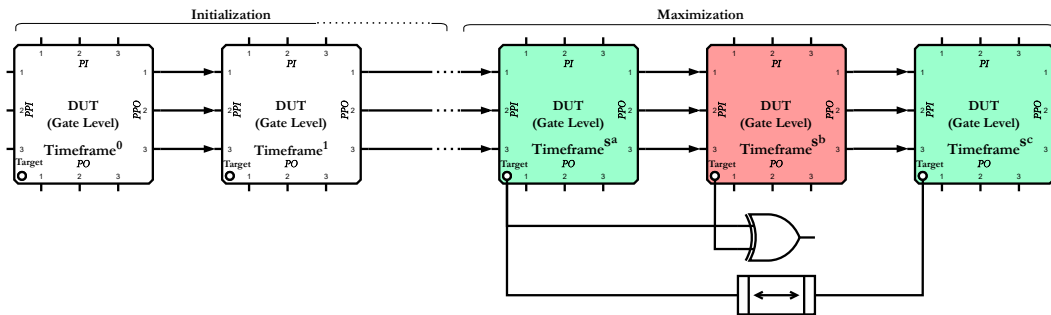 Initialization
Maximization
1 2 3
PI
1 1
2 PPI DUT PPO 2
(Gate Level)
3 Timeframe0 3
Target PO
1 2 3
1 2 3
PI
1 1
2 PPI DUT PPO 2
(Gate Level)
3 Timeframe1 3
Target PO
1 2 3
1 2 3
PI
1 1
2 PPI DUT PPO 2
(Gate Level)
3 Timeframesa 3
Target PO
1 2 3
1 2 3
PI
1 1
2 PPI DUT PPO 2
(Gate Level)
3 Timeframesb 3
Target PO
1 2 3
1 2 3
PI
1 1
2 PPI DUT PPO 2
(Gate Level)
3 Timeframesc 3
Target PO
1 2 3